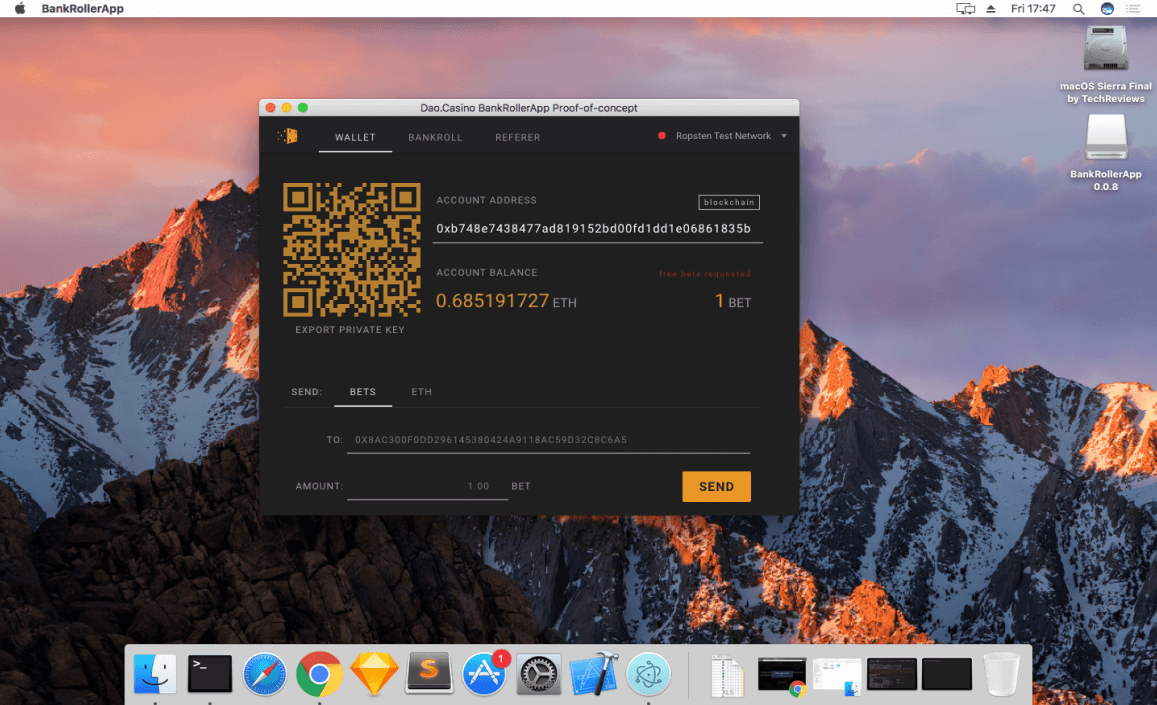 BankRollerApp
Fri 17:47
macOS Sierra Final
by TechReviews
BankRollerApp
0.0.8
Dao.Casino BankRollerApp Proof-of-concept
WALLET BANKROLL REFERER Ropsten Test Network
ACCOUNT ADDRESS blockchain
0xb748e7438477ad819152bd00fd1dd1e06861835b
ACCOUNT BALANCE free bets requested
0.685191727 ETH 1 BET
EXPORT PRIVATE KEY
SEND: BETS ETH
TO: 0X8AC300F0DD296145380424A9118AC59D32C8C6A5
AMOUNT: 1.00 BET SEND
1